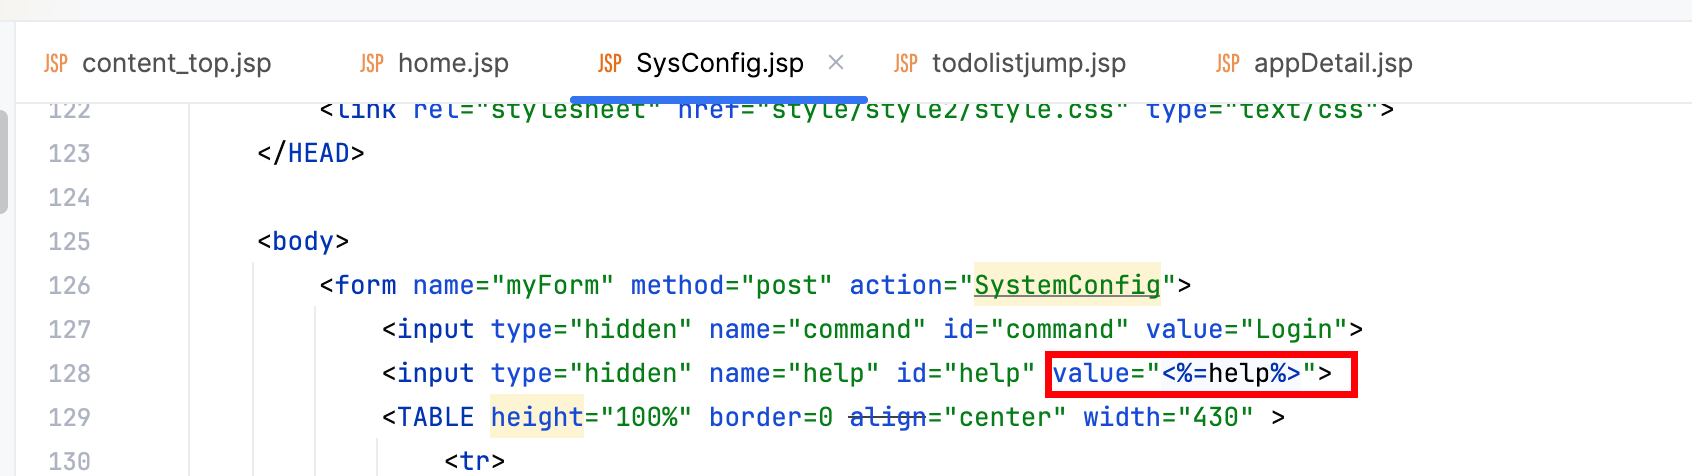 JSP content_top.jsp JSP home.jsp JSP SysConfig.jsp × JSP todolistjump.jsp JSP appDetail.jsp
122 <link rel="stylesheet" href="style/style2/style.css" type="text/css">
123 </HEAD>
124
125 <body>
126 <form name="myForm" method="post" action="SystemConfig">
127 <input type="hidden" name="command" id="command" value="Login">
128 <input type="hidden" name="help" id="help" value="<%=help%>">
129 <TABLE height="100%" border=0 align="center" width="430" >
130 <tr>